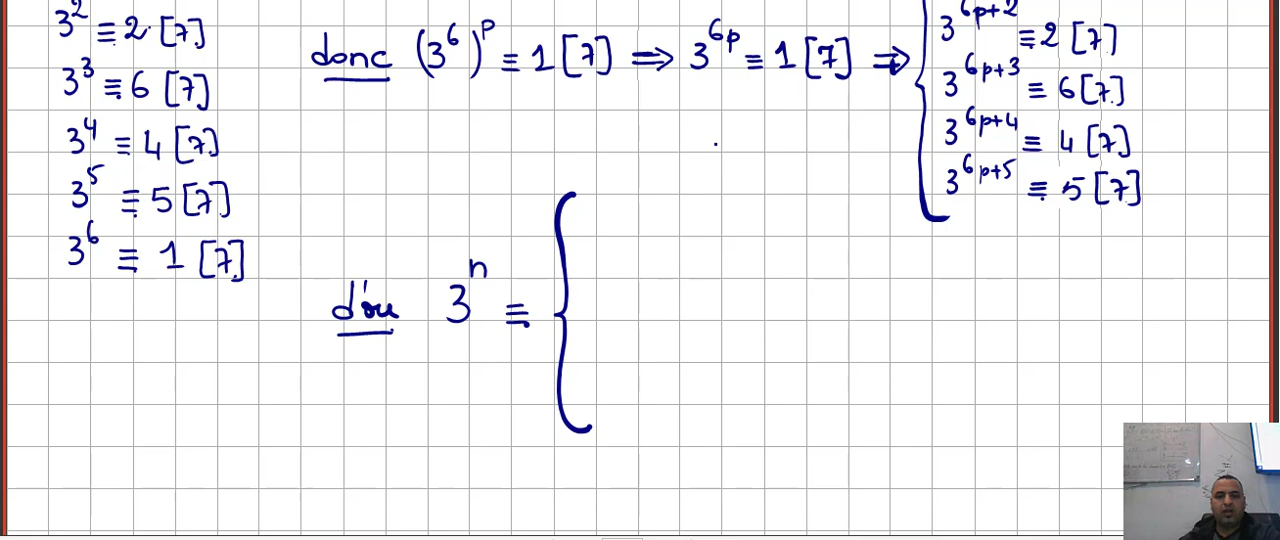 3² ≡ 2 [7]
3³ ≡ 6 [7]
3⁴ ≡ 4 [7]
3⁵ ≡ 5 [7]
3⁶ ≡ 1 [7]
donc (3⁶)ᵖ ≡ 1 [7] ⟹ 3⁶ᵖ ≡ 1 [7] ⟹ {
3⁶ᵖ⁺² ≡ 2 [7]
3⁶ᵖ⁺³ ≡ 6 [7]
3⁶ᵖ⁺⁴ ≡ 4 [7]
3⁶ᵖ⁺⁵ ≡ 5 [7]
d'où 3ⁿ ≡ {